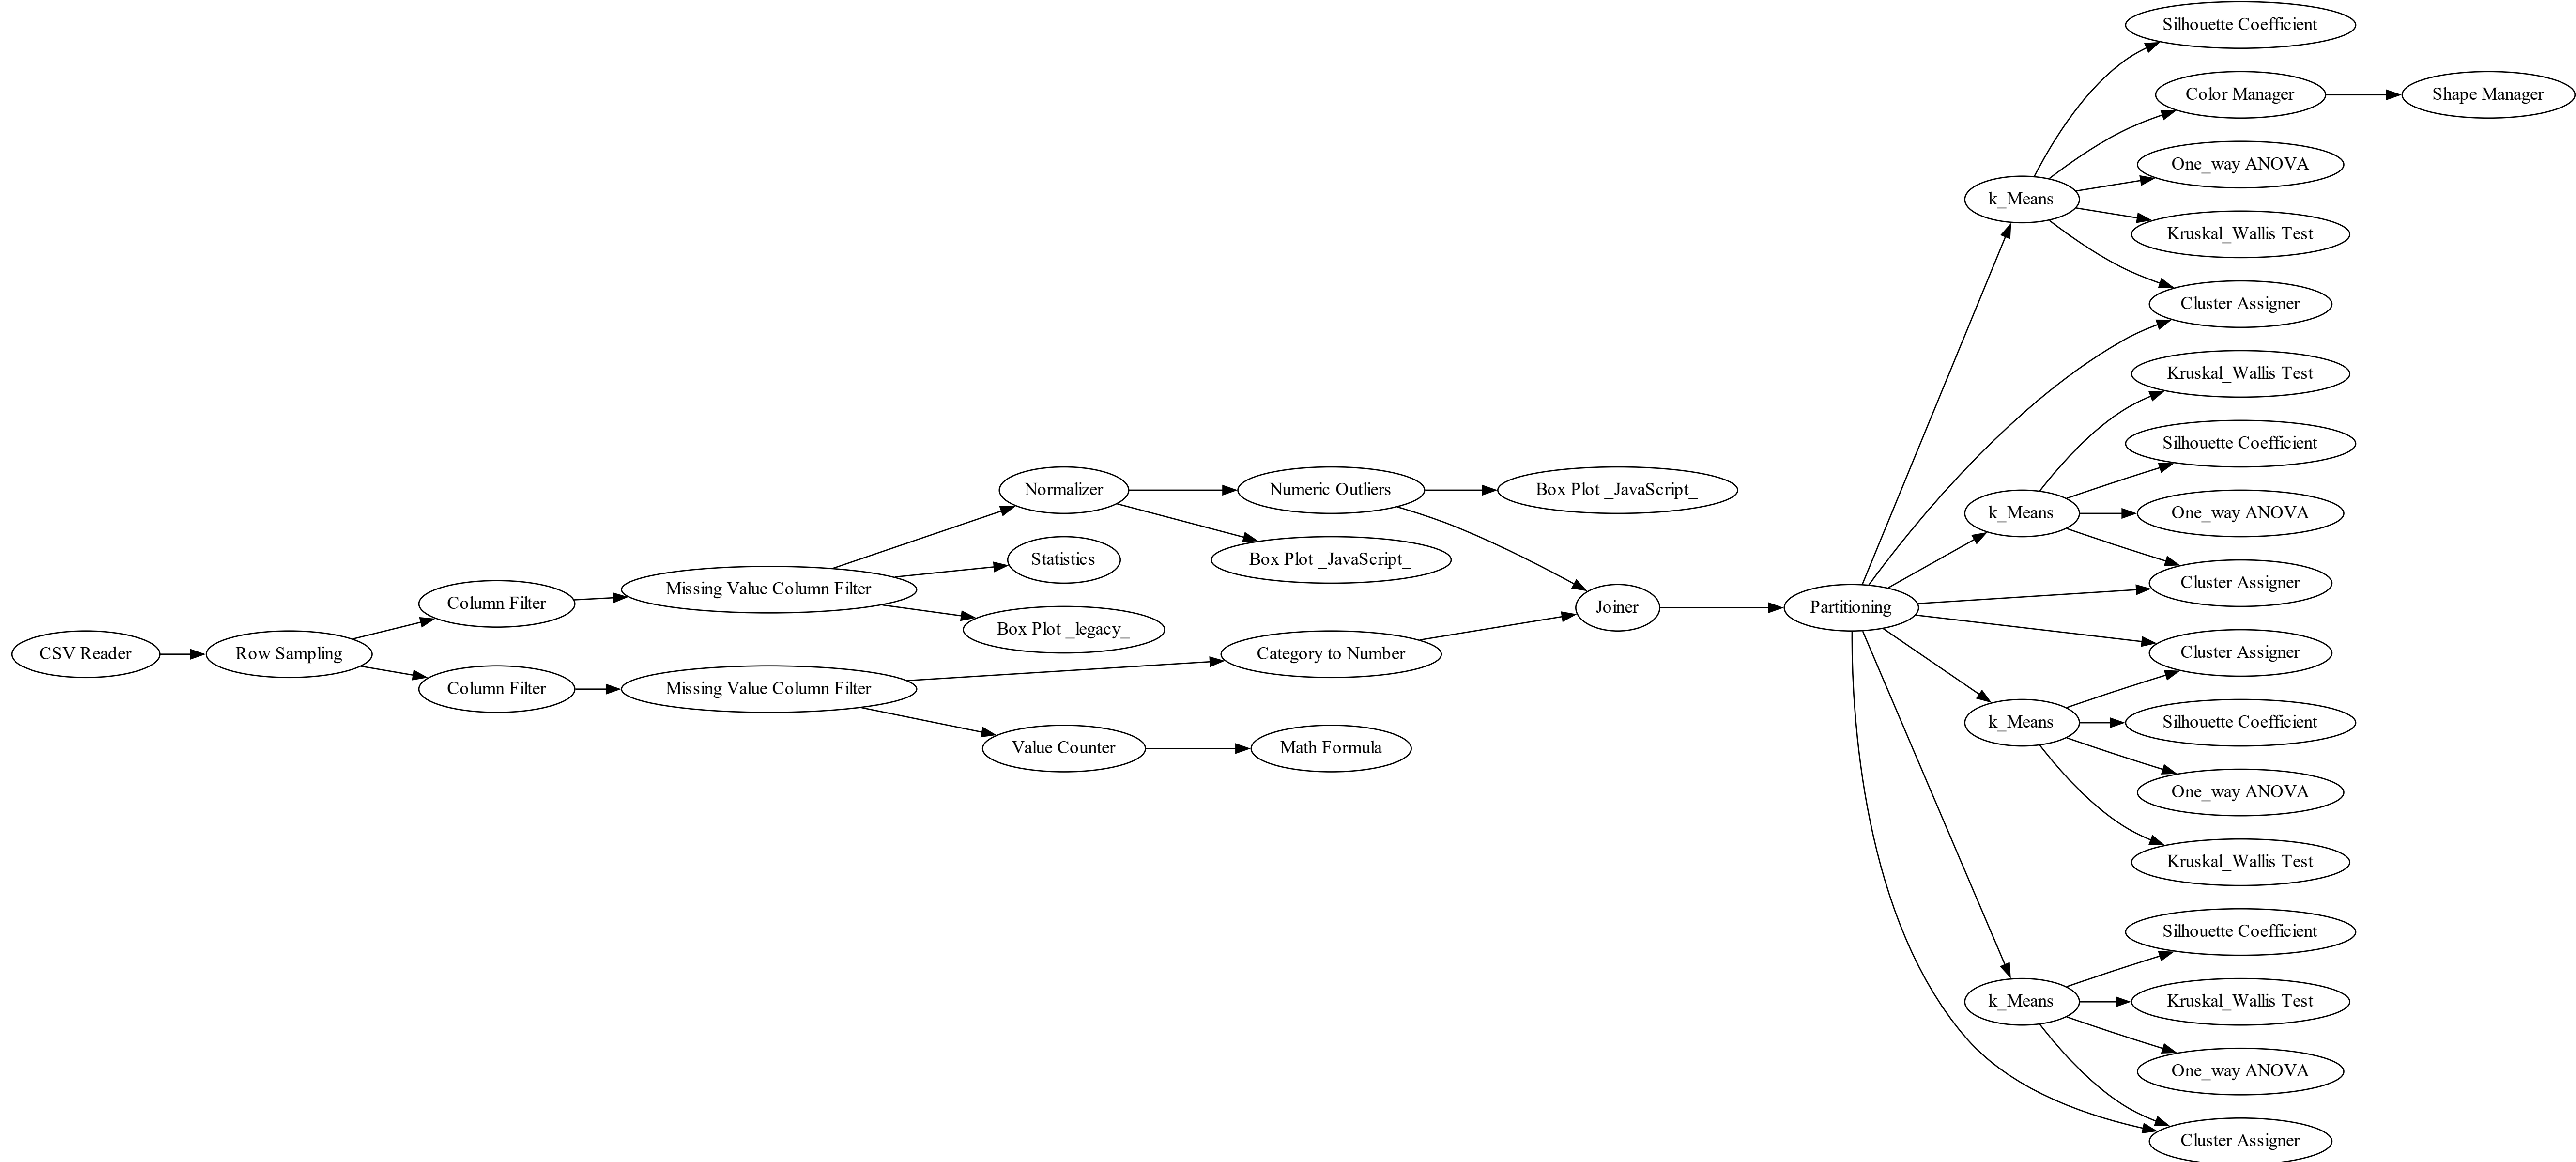 CSV Reader
Row Sampling
Column Filter
Column Filter
Missing Value Column Filter
Missing Value Column Filter
Normalizer
Statistics
Box Plot _legacy_
Value Counter
Numeric Outliers
Box Plot _JavaScript_
Category to Number
Math Formula
Box Plot _JavaScript_
Joiner
Partitioning
k_Means
k_Means
k_Means
k_Means
Silhouette Coefficient
Color Manager
One_way ANOVA
Kruskal_Wallis Test
Cluster Assigner
Kruskal_Wallis Test
Silhouette Coefficient
One_way ANOVA
Cluster Assigner
Cluster Assigner
Silhouette Coefficient
One_way ANOVA
Kruskal_Wallis Test
Silhouette Coefficient
Kruskal_Wallis Test
One_way ANOVA
Cluster Assigner
Shape Manager